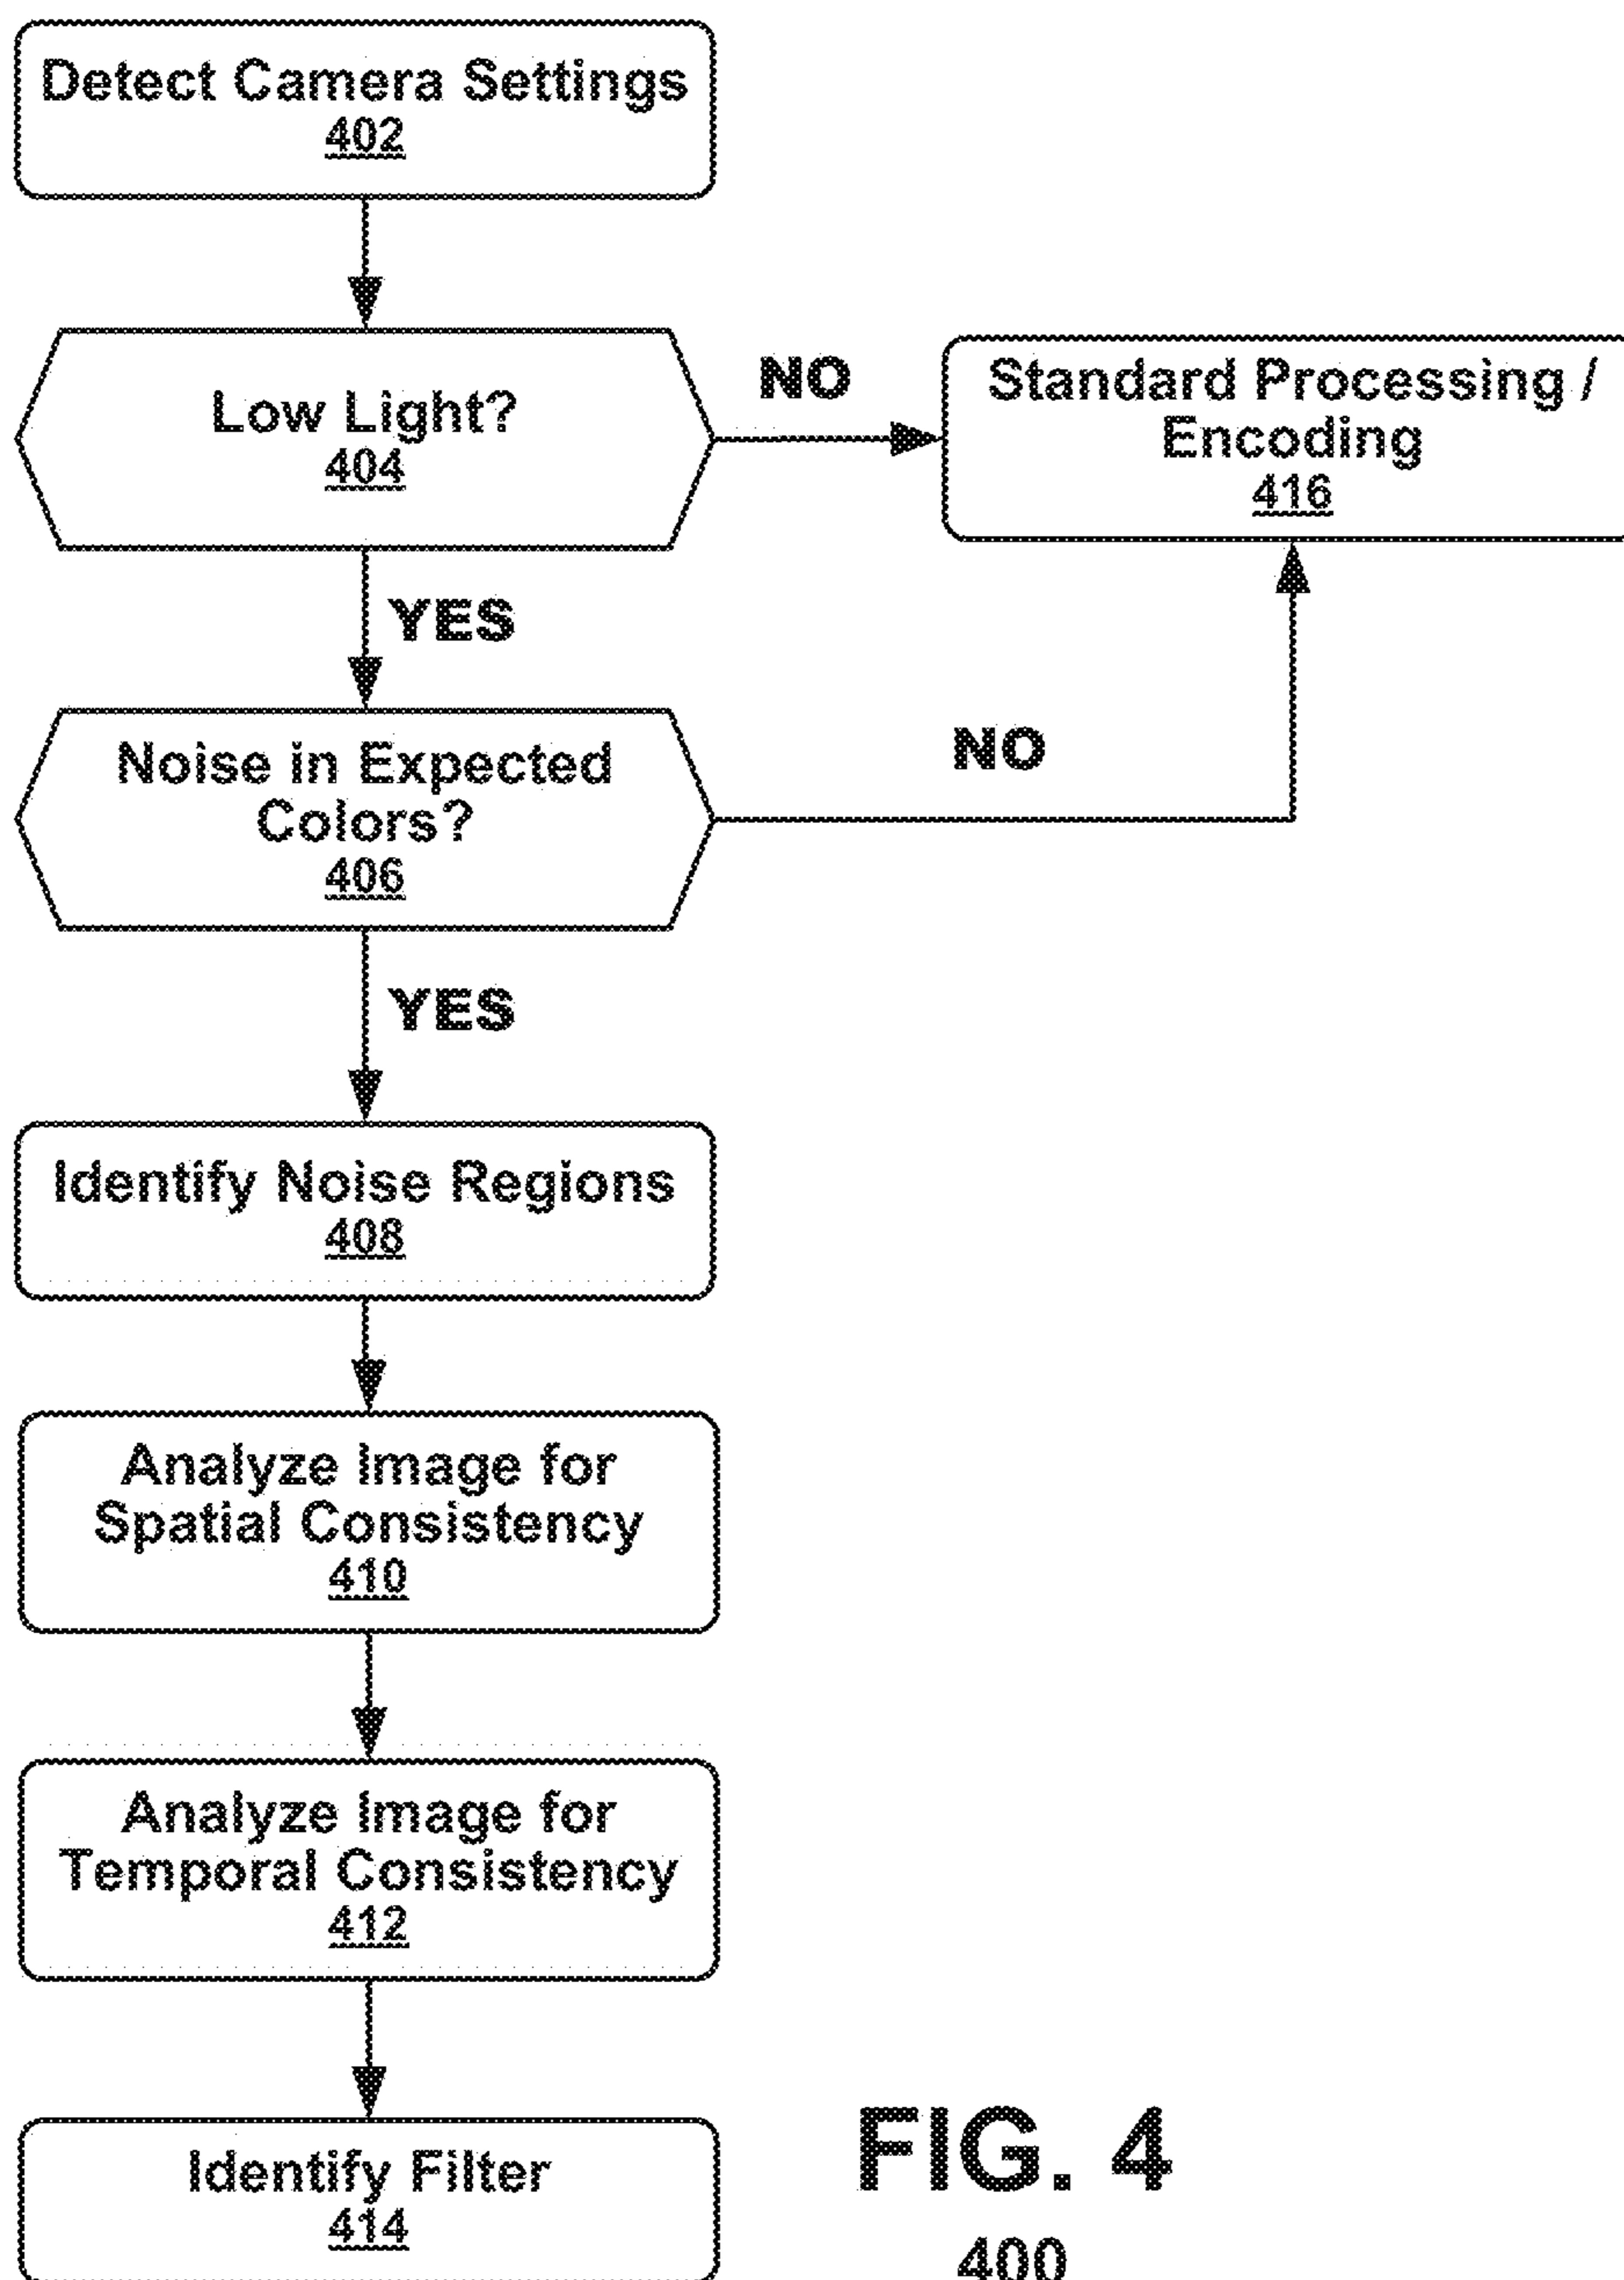 Detect Camera Settings
402
Low Light?
404
NO
Standard Processing /
Encoding
416
YES
Noise in Expected
Colors?
406
NO
YES
Identify Noise Regions
408
Analyze Image for
Spatial Consistency
410
Analyze Image for
Temporal Consistency
412
Identify Filter
414
FIG. 4
400